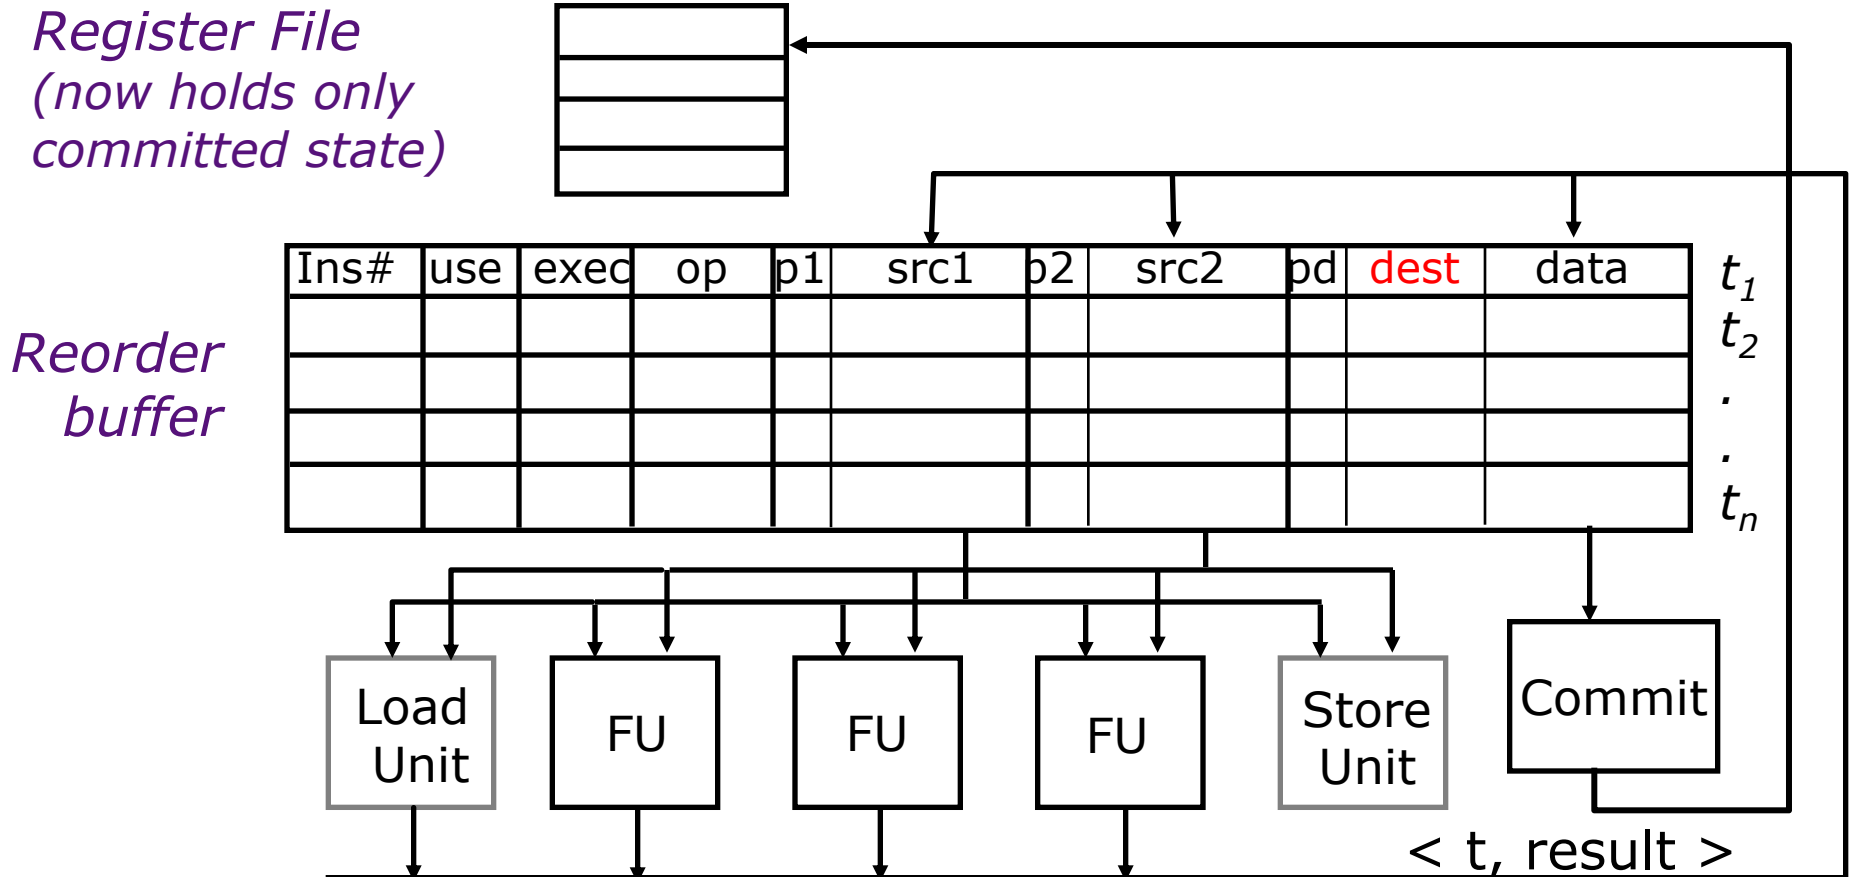 Register File
(now holds only
committed state)
Ins# use exec op p1 src1 p2 src2 pd dest data
t1
t2
.
.
tn
Reorder
buffer
Load
Unit
FU
FU
FU
Store
Unit
Commit
< t, result >